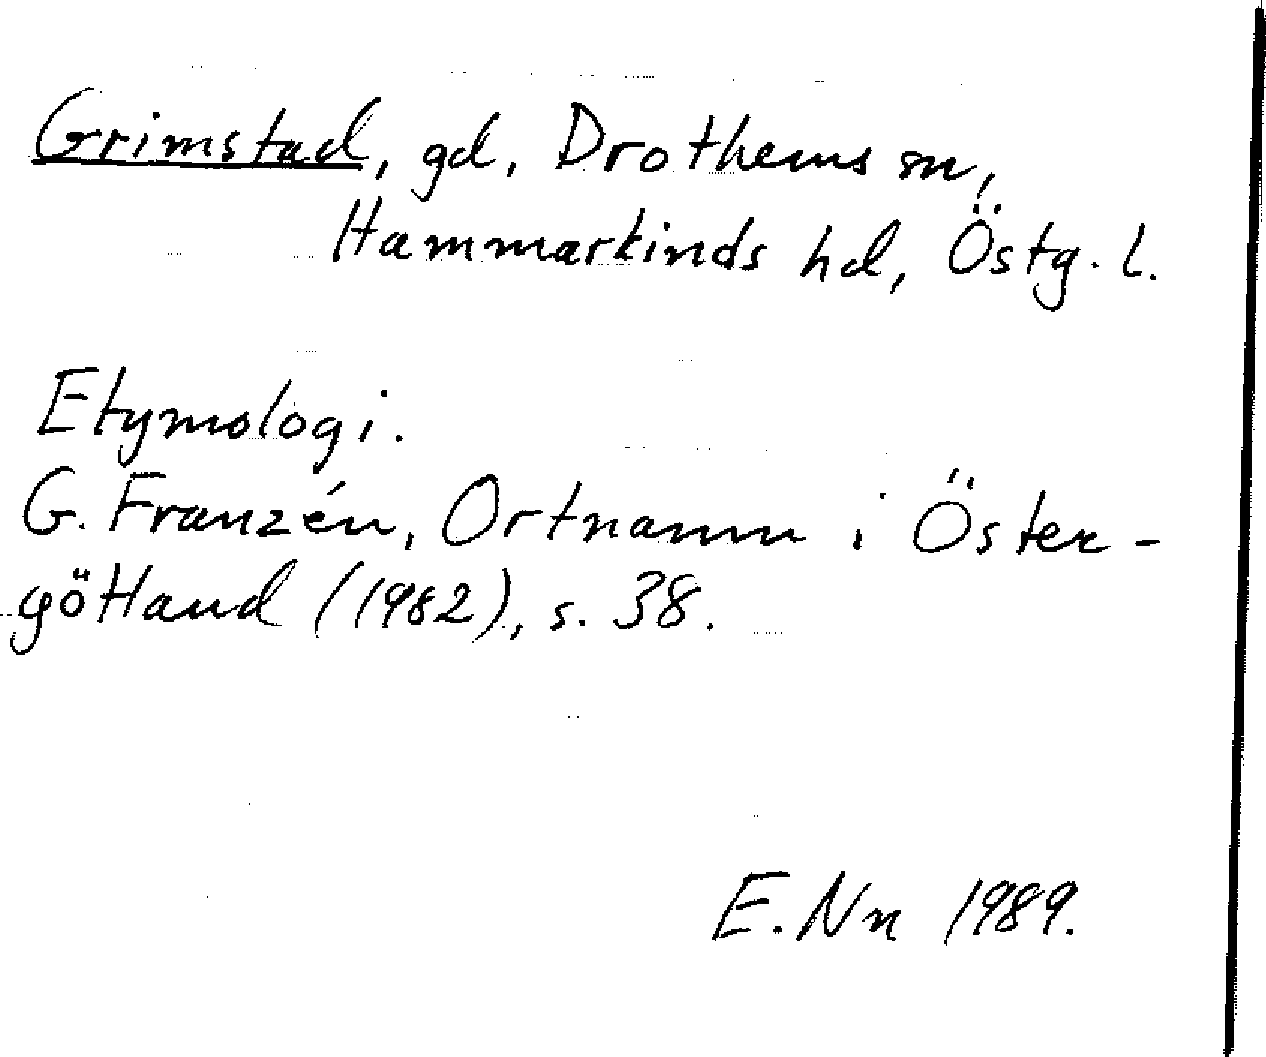 Grimstad, gd, Drothems sn,
Hammarkinds hd, Östg. l.
Etymologi.
G. Franzén, Ortnamn i Öster-
götland (1982), s. 38.
E. Nn 1989.